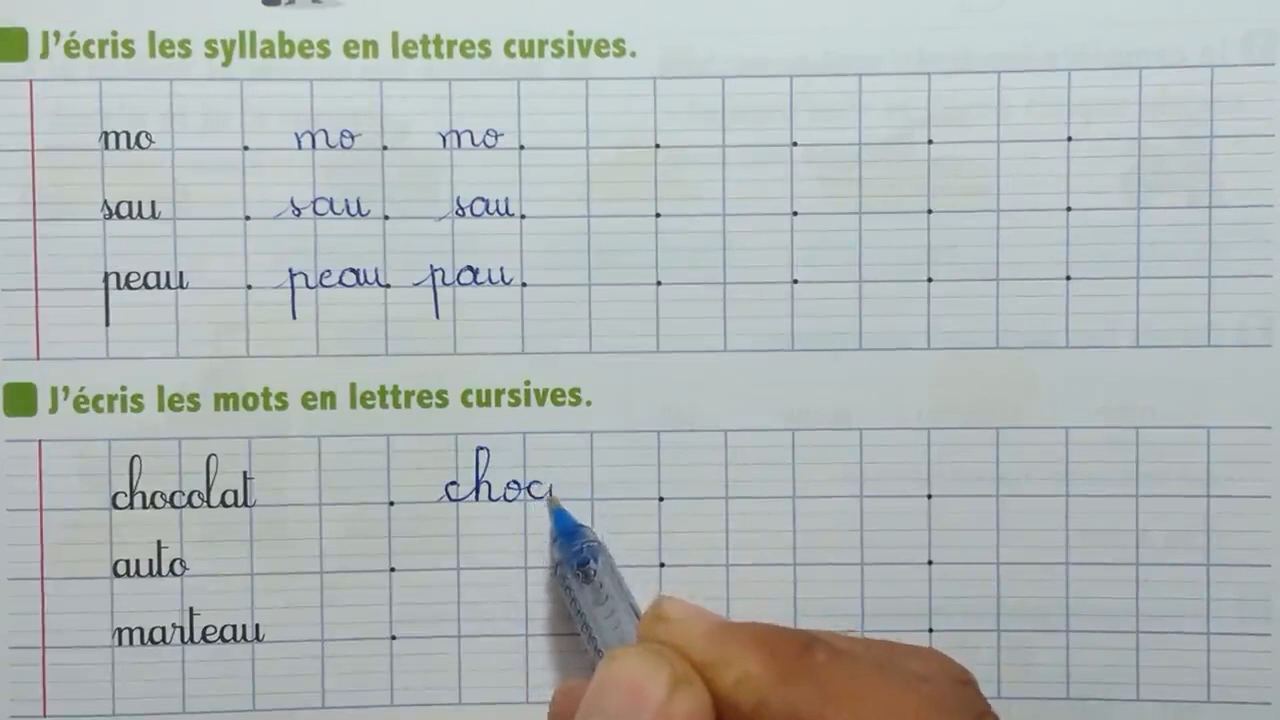 J'écris les syllabes en lettres cursives.
mo . mo . mo . . . . .
sau . sau . sau . . . . .
peau . peau . pau . . . . .
J'écris les mots en lettres cursives.
chocolat . choc . .
auto . . .
marteau . .